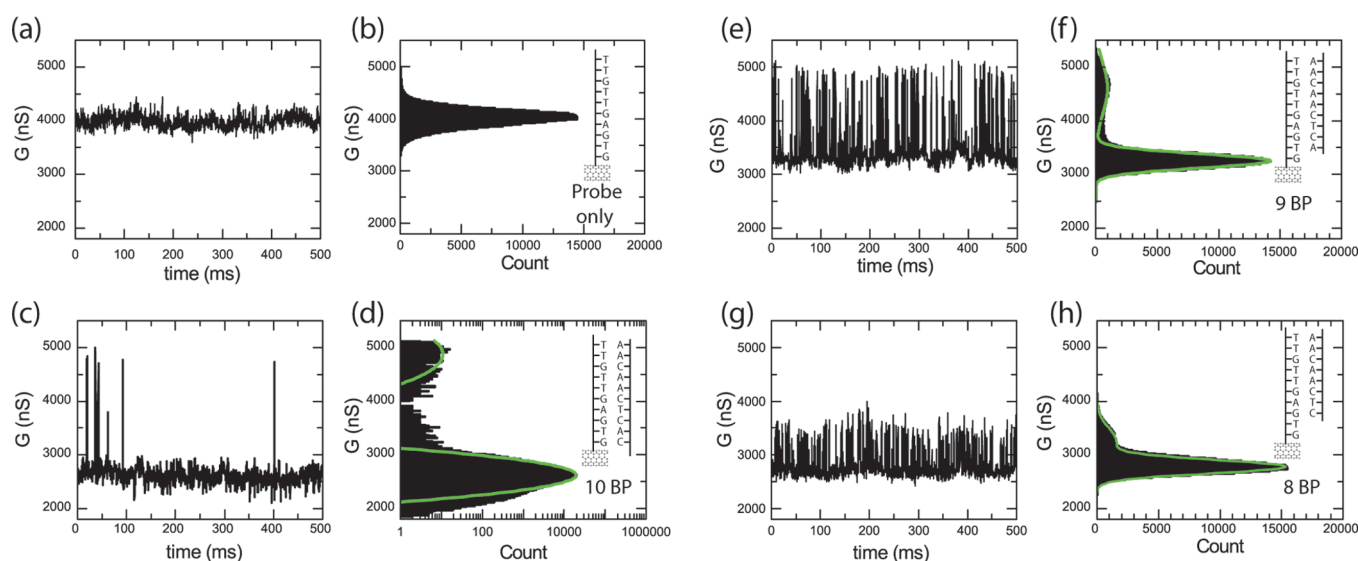 (a)
G (nS)
5000
4000
3000
2000
0 100 200 300 400 500
time (ms)
(b)
5000
4000
3000
2000
0 5000 10000 15000 20000
Count
T
T
G
T
T
G
A
G
T
G
Probe
only
(c)
G (nS)
5000
4000
3000
2000
0 100 200 300 400 500
time (ms)
(d)
5000
4000
3000
2000
1 100 10000 1000000
Count
T A
T A
G C
T A
T A
G C
A T
G C
T A
G C
10 BP
(e)
G (nS)
5000
4000
3000
2000
0 100 200 300 400 500
time (ms)
(f)
G (nS)
5000
4000
3000
2000
0 5000 10000 15000 20000
Count
T A
T A
G C
T A
T A
G C
A T
G C
T A
G
9 BP
(g)
G (nS)
5000
4000
3000
2000
0 100 200 300 400 500
time (ms)
(h)
G (nS)
5000
4000
3000
2000
0 5000 10000 15000 20000
Count
T A
T A
G C
T A
T A
G C
A T
G C
T
G
8 BP